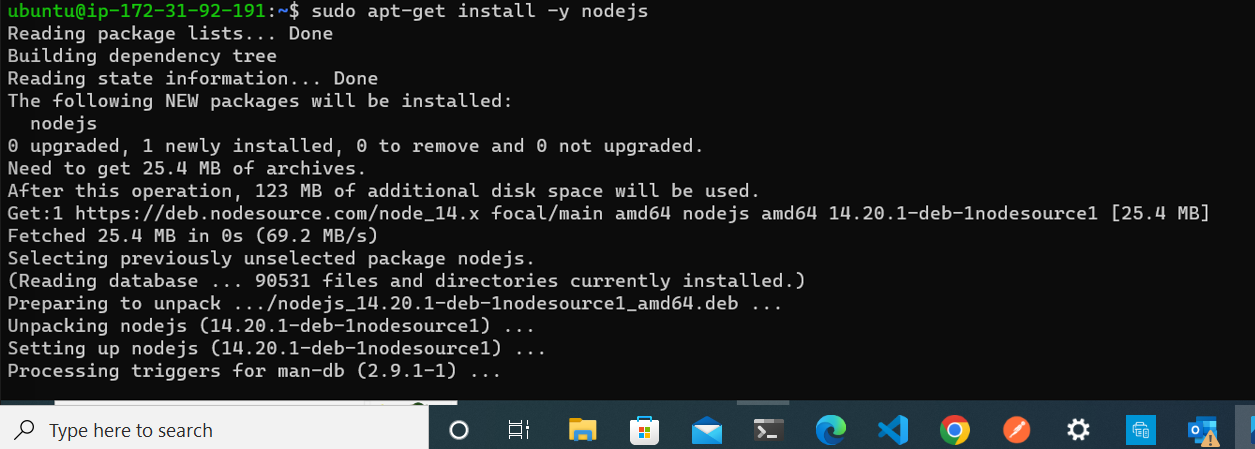 ubuntu@ip-172-31-92-191:~$ sudo apt-get install -y nodejs
Reading package lists... Done
Building dependency tree
Reading state information... Done
The following NEW packages will be installed:
  nodejs
0 upgraded, 1 newly installed, 0 to remove and 0 not upgraded.
Need to get 25.4 MB of archives.
After this operation, 123 MB of additional disk space will be used.
Get:1 https://deb.nodesource.com/node_14.x focal/main amd64 nodejs amd64 14.20.1-deb-1nodesource1 [25.4 MB]
Fetched 25.4 MB in 0s (69.2 MB/s)
Selecting previously unselected package nodejs.
(Reading database ... 90531 files and directories currently installed.)
Preparing to unpack .../nodejs_14.20.1-deb-1nodesource1_amd64.deb ...
Unpacking nodejs (14.20.1-deb-1nodesource1) ...
Setting up nodejs (14.20.1-deb-1nodesource1) ...
Processing triggers for man-db (2.9.1-1) ...
Type here to search